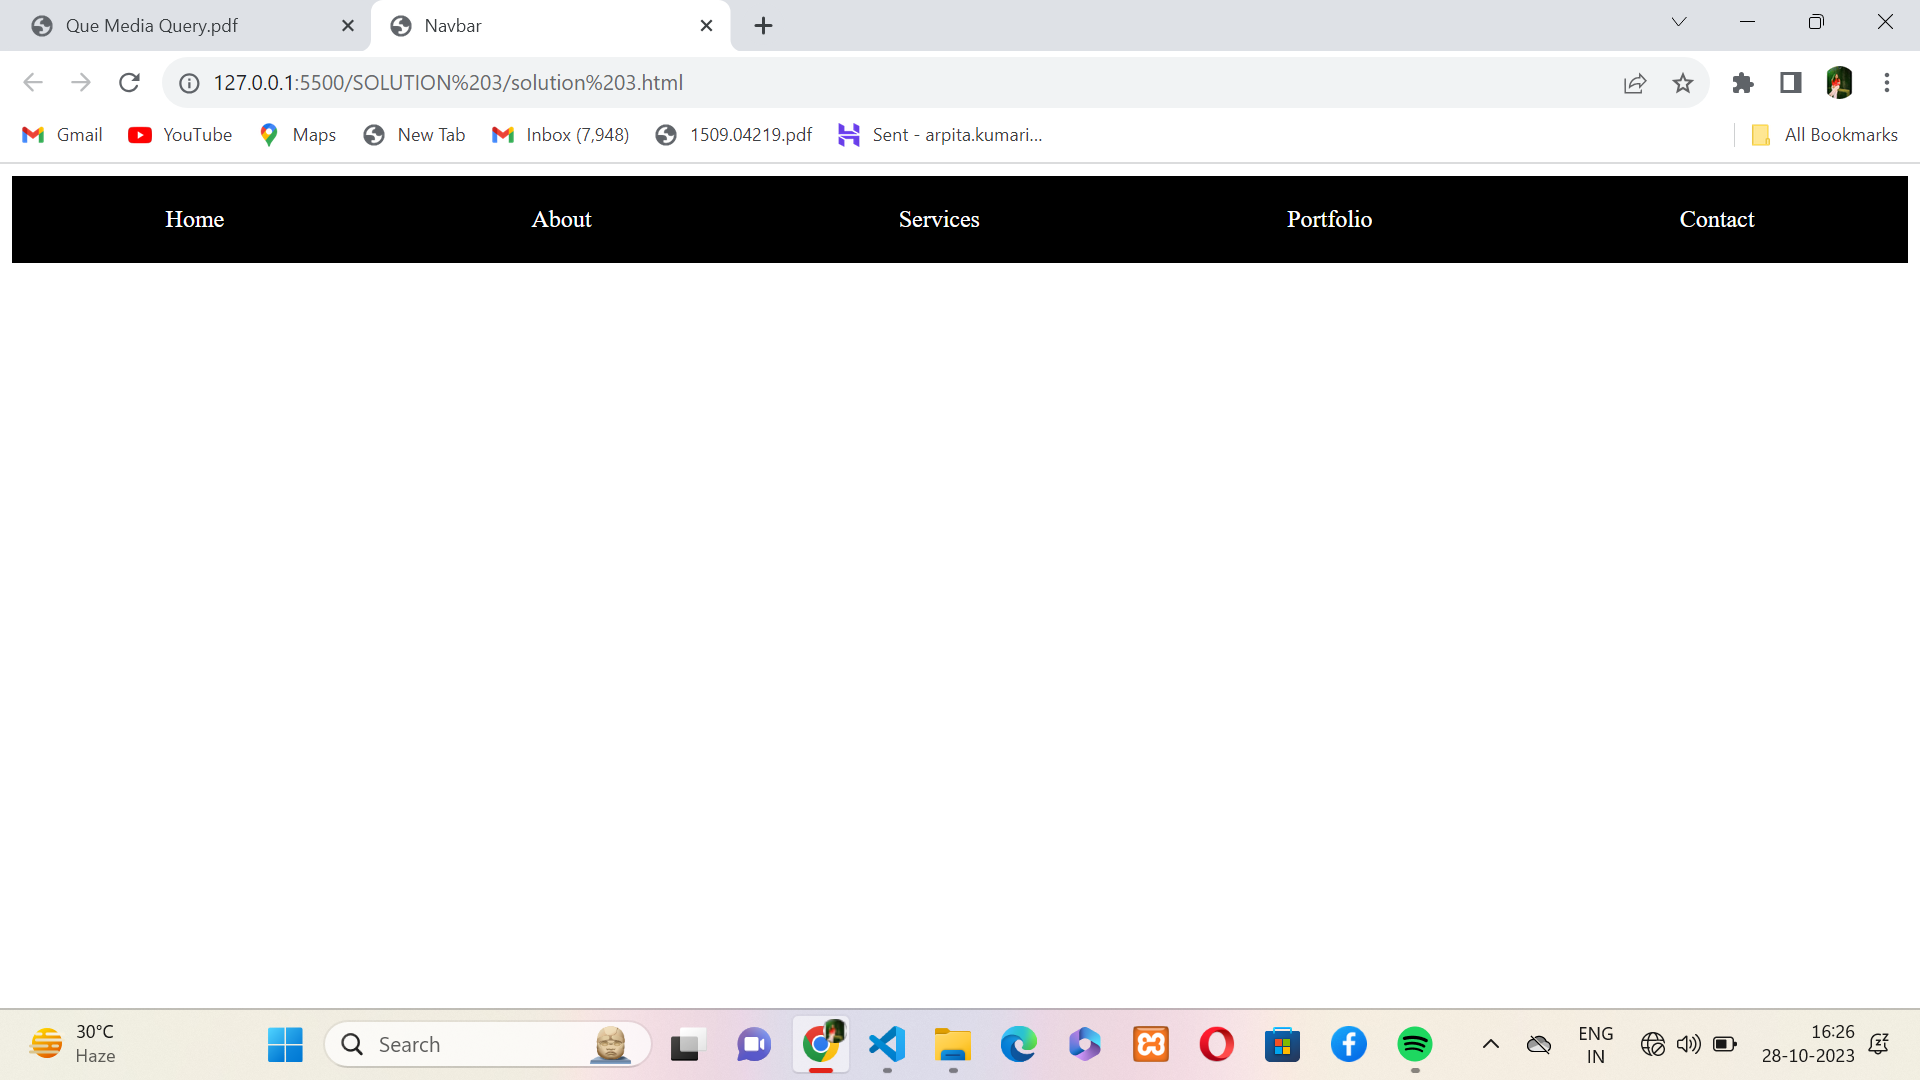 Que Media Query.pdf
Navbar
127.0.0.1:5500/SOLUTION%203/solution%203.html
Gmail
YouTube
Maps
New Tab
Inbox (7,948)
1509.04219.pdf
Sent - arpita.kumari...
All Bookmarks
Home
About
Services
Portfolio
Contact
30°C
Haze
Search
ENG
IN
16:26
28-10-2023